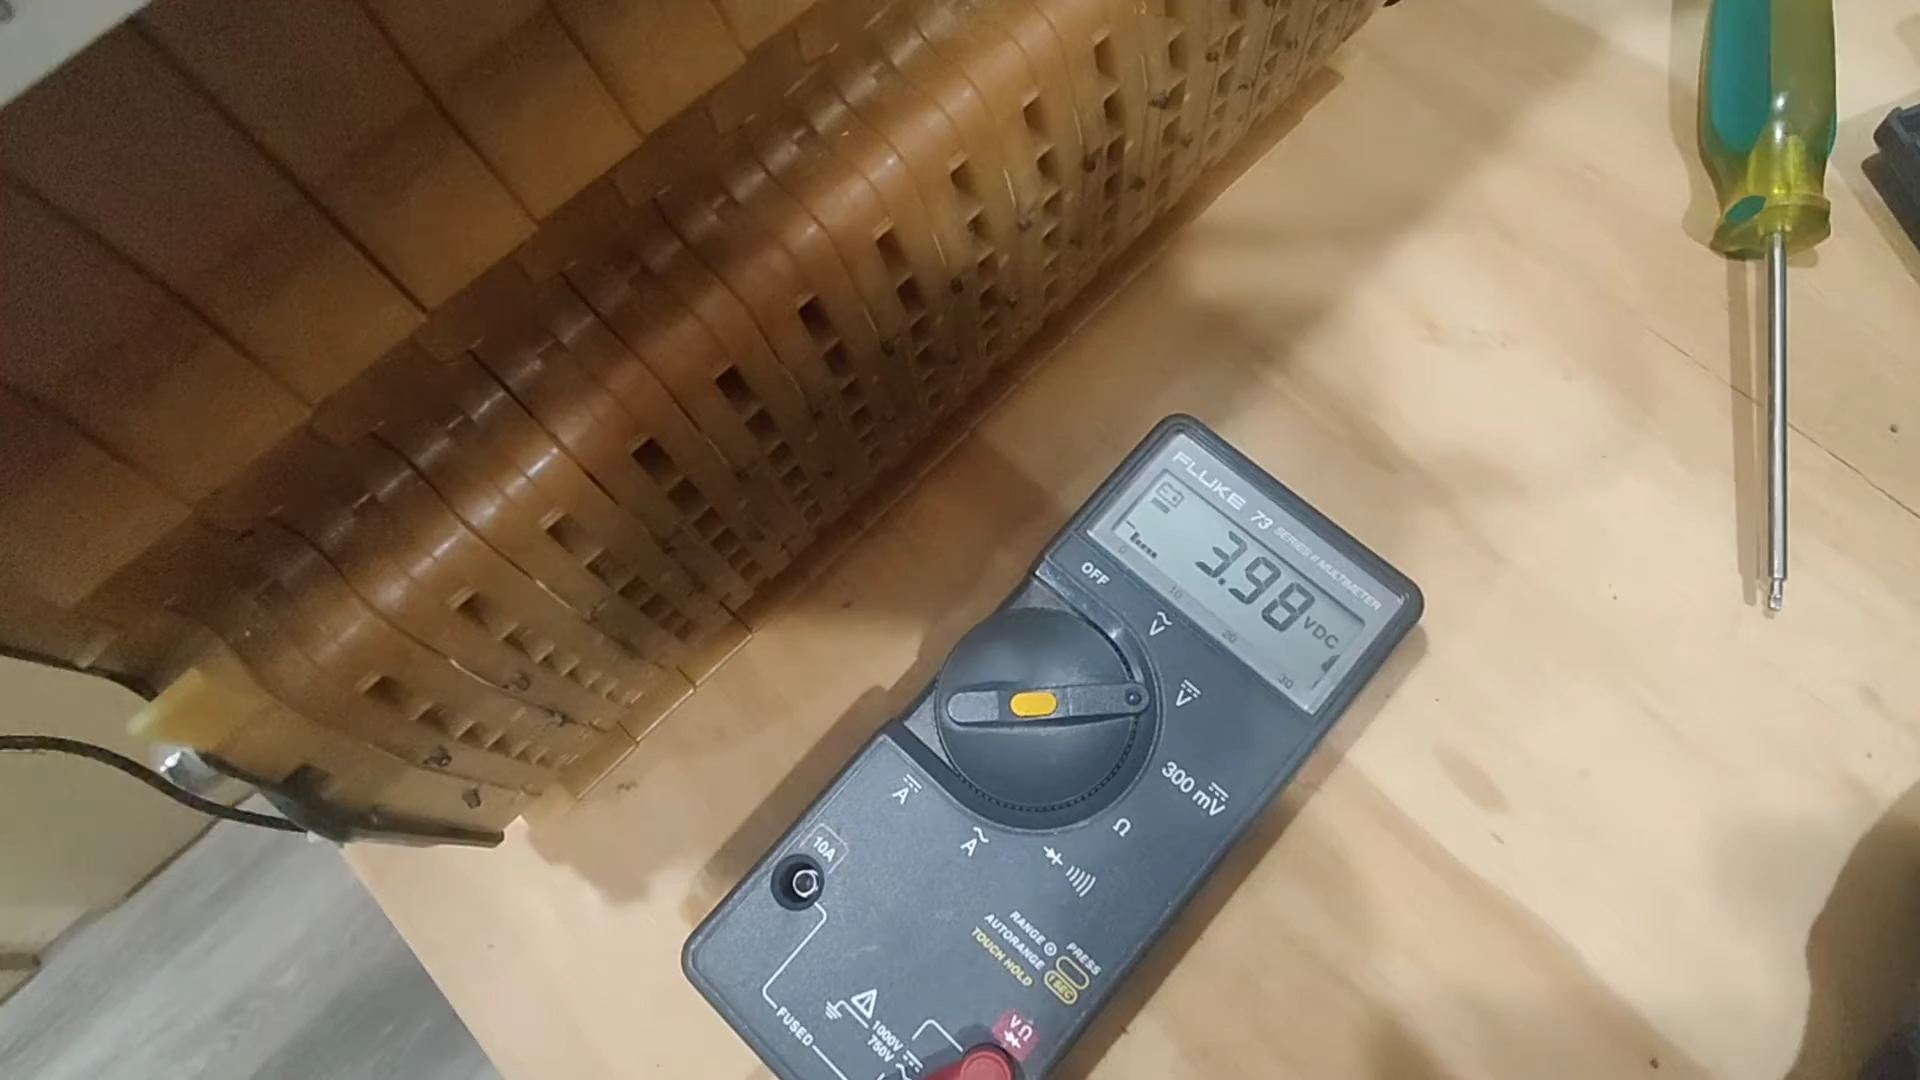 FLUKE 73 SERIES II MULTIMETER
3.98 VDC
0 10 20 30
OFF
V
V
300 mV
Ω
A
A
10A
RANGE
AUTORANGE
TOUCH HOLD
PRESS
1 SEC
FUSED
1000V
750V
VΩ